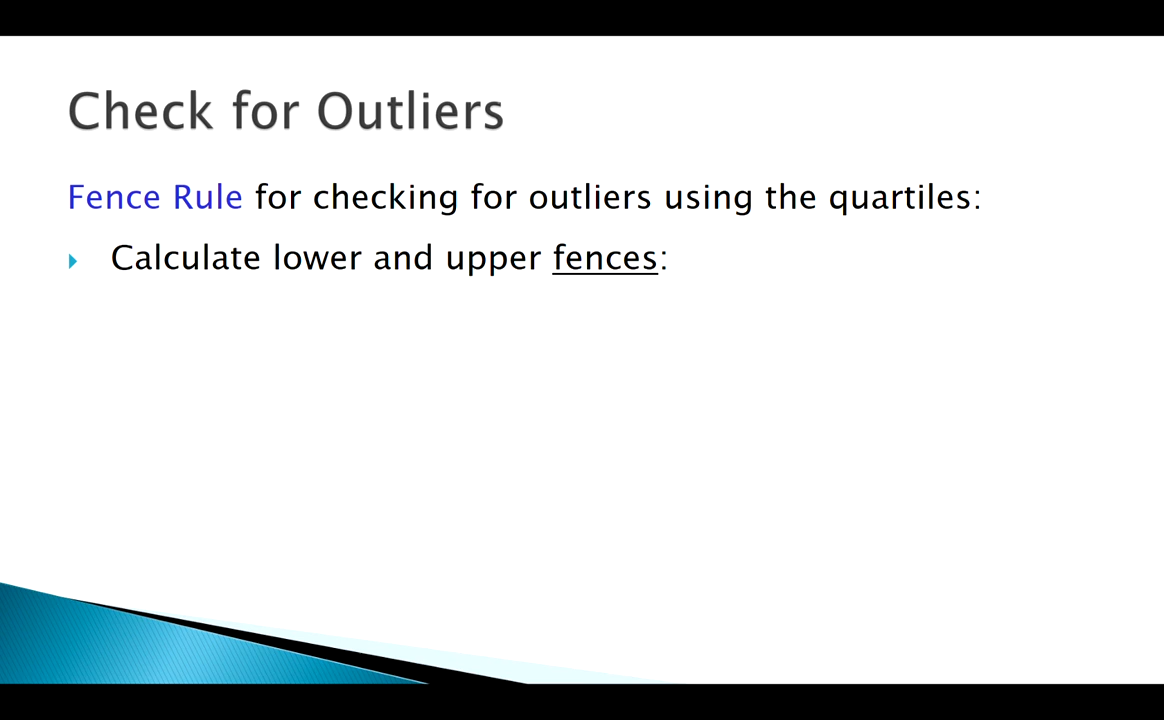 Check for Outliers
Fence Rule for checking for outliers using the quartiles:
Calculate lower and upper fences: